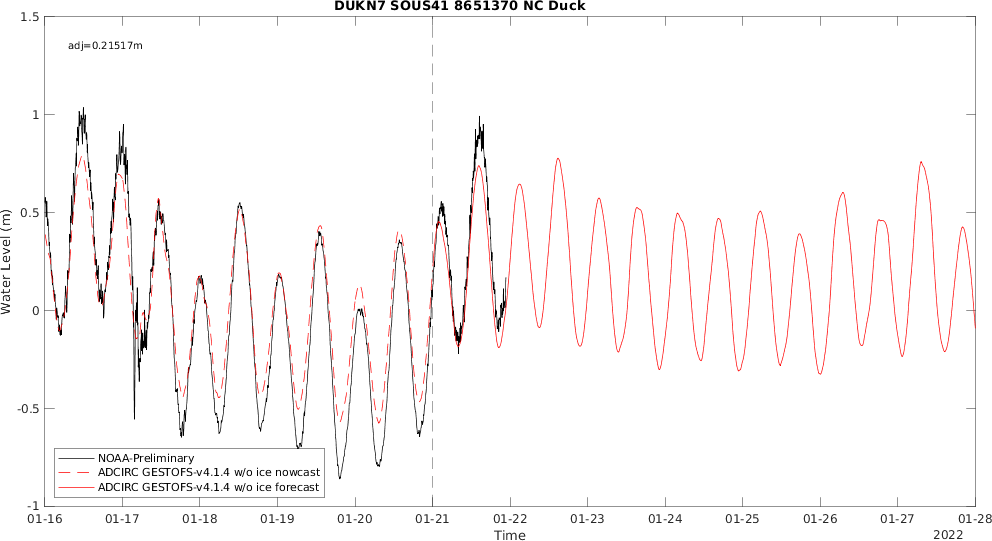 DUKN7 SOUS41 8651370 NC Duck
adj=0.21517m
1.5
1
0.5
0
-0.5
-1
Water Level (m)
NOAA-Preliminary
ADCIRC GESTOFS-v4.1.4 w/o ice nowcast
ADCIRC GESTOFS-v4.1.4 w/o ice forecast
01-16 01-17 01-18 01-19 01-20 01-21 01-22 01-23 01-24 01-25 01-26 01-27 01-28
Time
2022